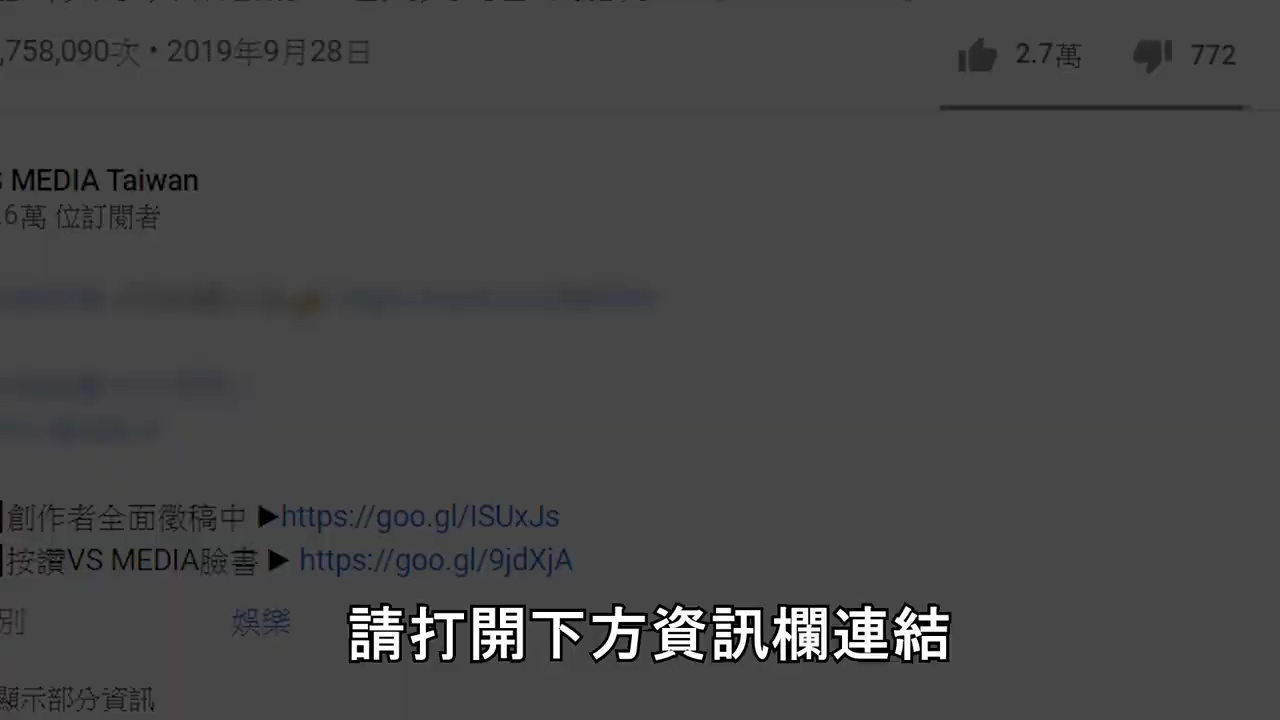 ,758,090次 • 2019年9月28日
2.7萬 772
S MEDIA Taiwan
.6萬 位訂閱者
創作者全面徵稿中 ▶https://goo.gl/ISUxJs
按讚VS MEDIA臉書 ▶ https://goo.gl/9jdXjA
別 娛樂
請打開下方資訊欄連結
顯示部分資訊